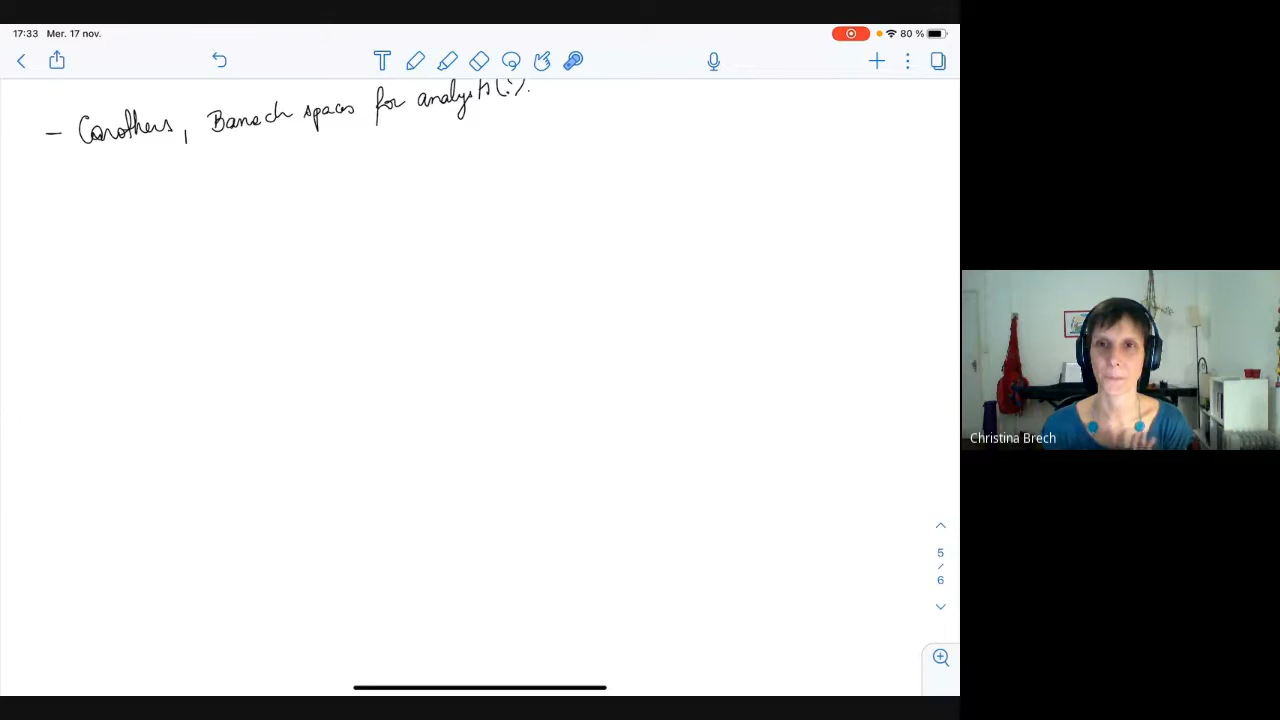 17:33 Mer. 17 nov. 80 %
T
- Carothers, Banach spaces for analysts(?).
5
/
6
Christina Brech